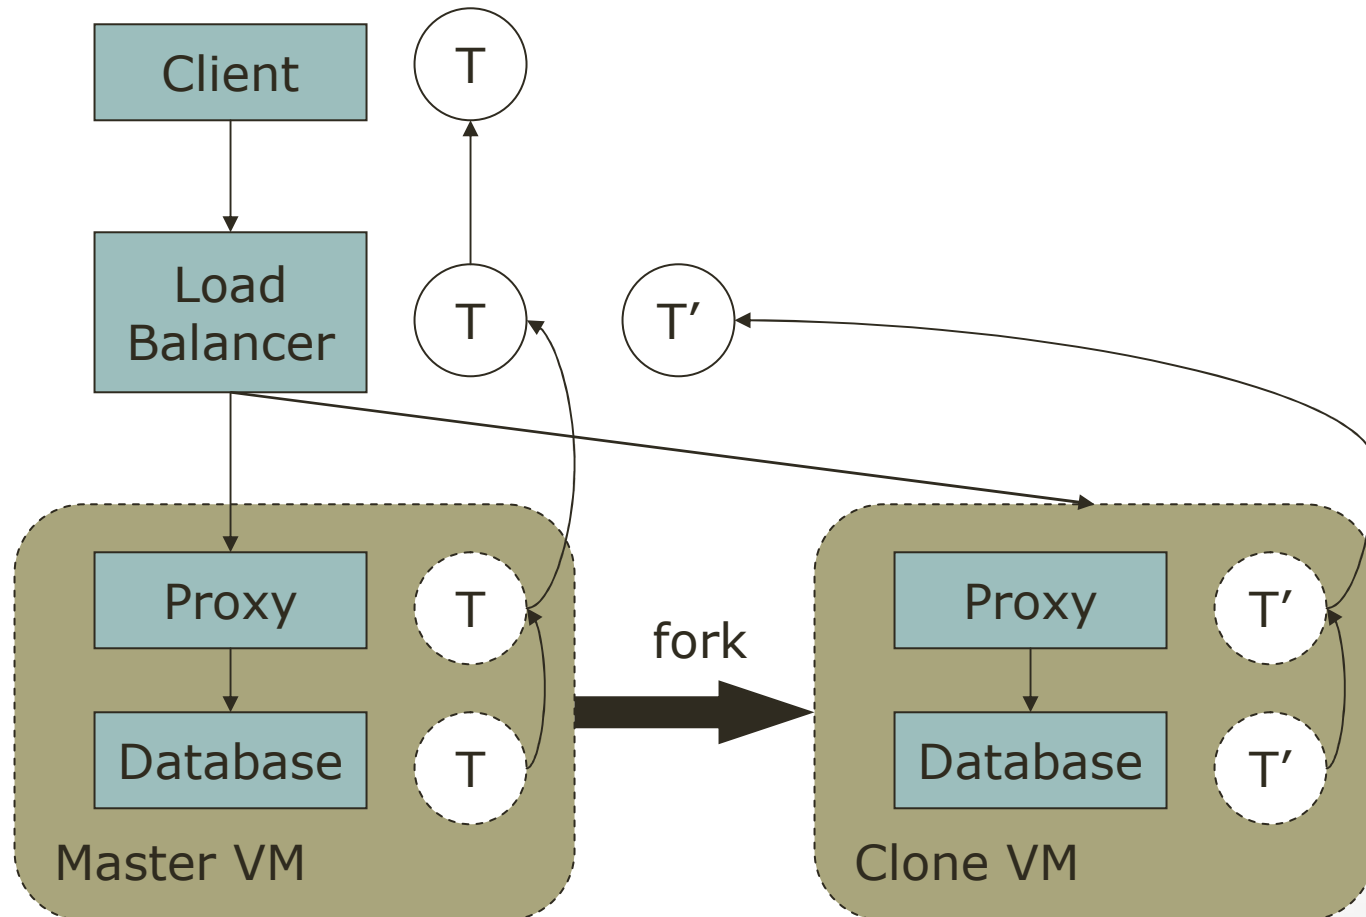 Client
T
Load
Balancer
T
T′
fork
Proxy
T
Database
T
Master VM
Proxy
T′
Database
T′
Clone VM